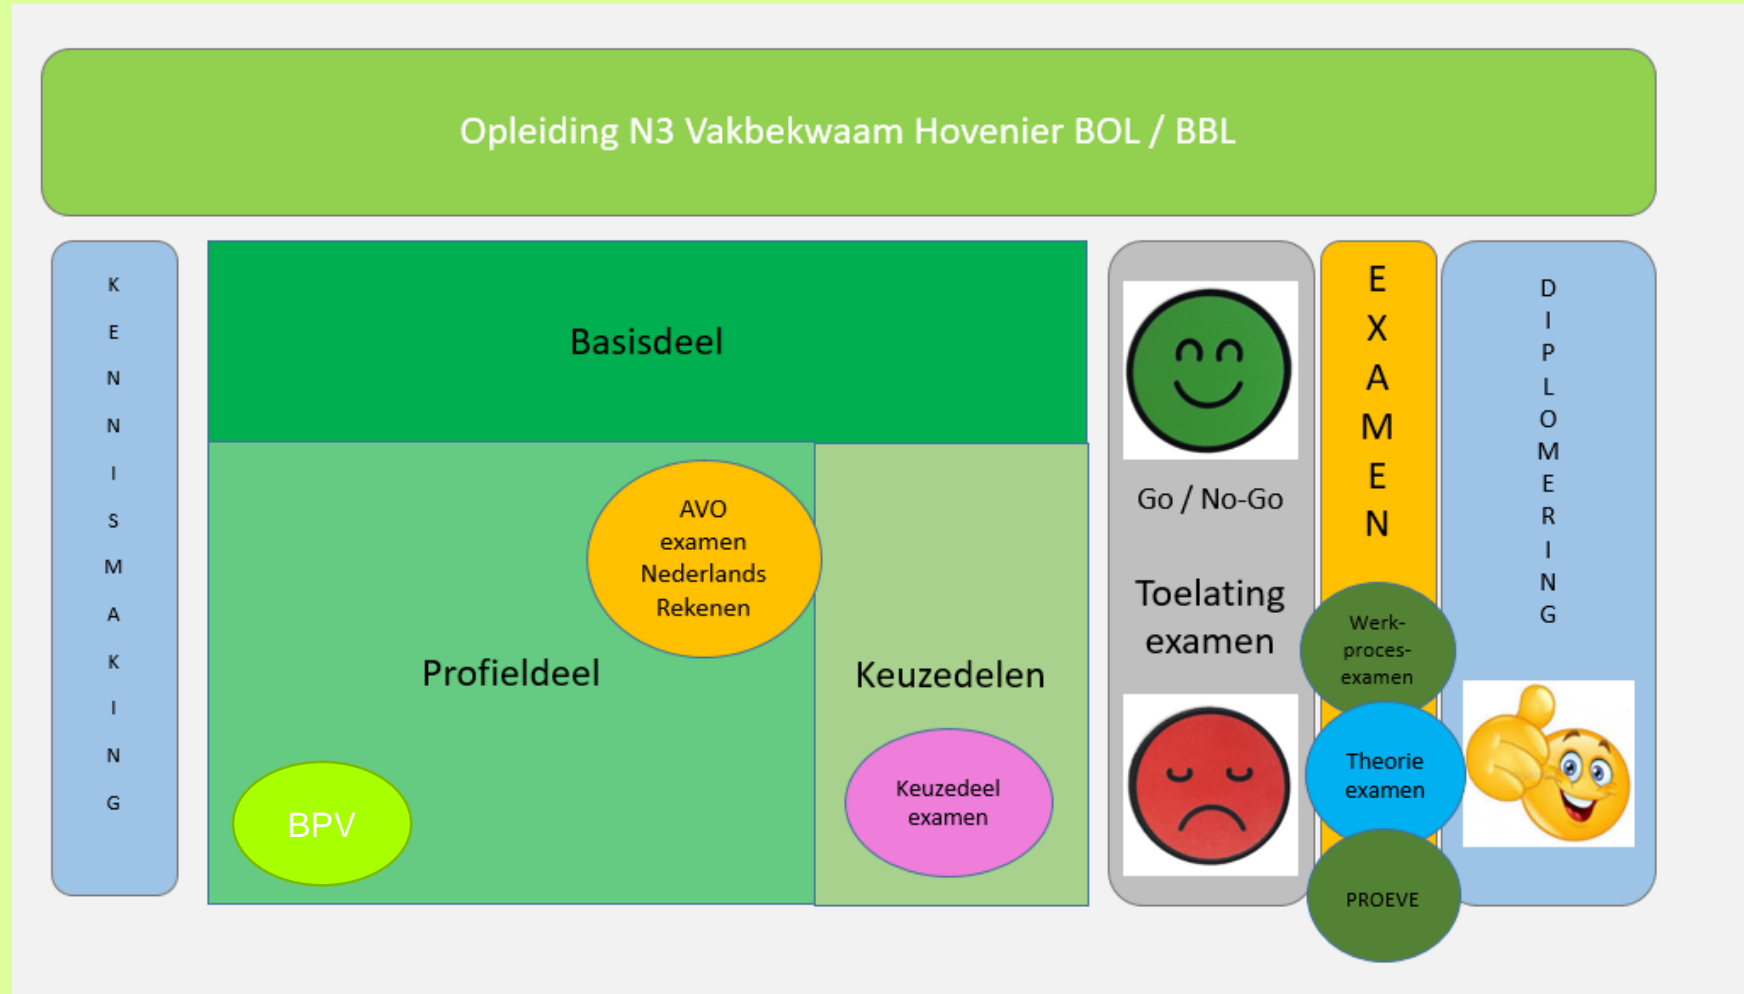 Opleiding N3 Vakbekwaam Hovenier BOL / BBL
K
E
N
N
I
S
M
A
K
I
N
G
Basisdeel
AVO
examen
Nederlands
Rekenen
Profieldeel
BPV
Keuzedelen
Keuzedeel
examen
Go / No-Go
Toelating
examen
E
X
A
M
E
N
Werk-
proces-
examen
Theorie
examen
PROEVE
D
I
P
L
O
M
E
R
I
N
G